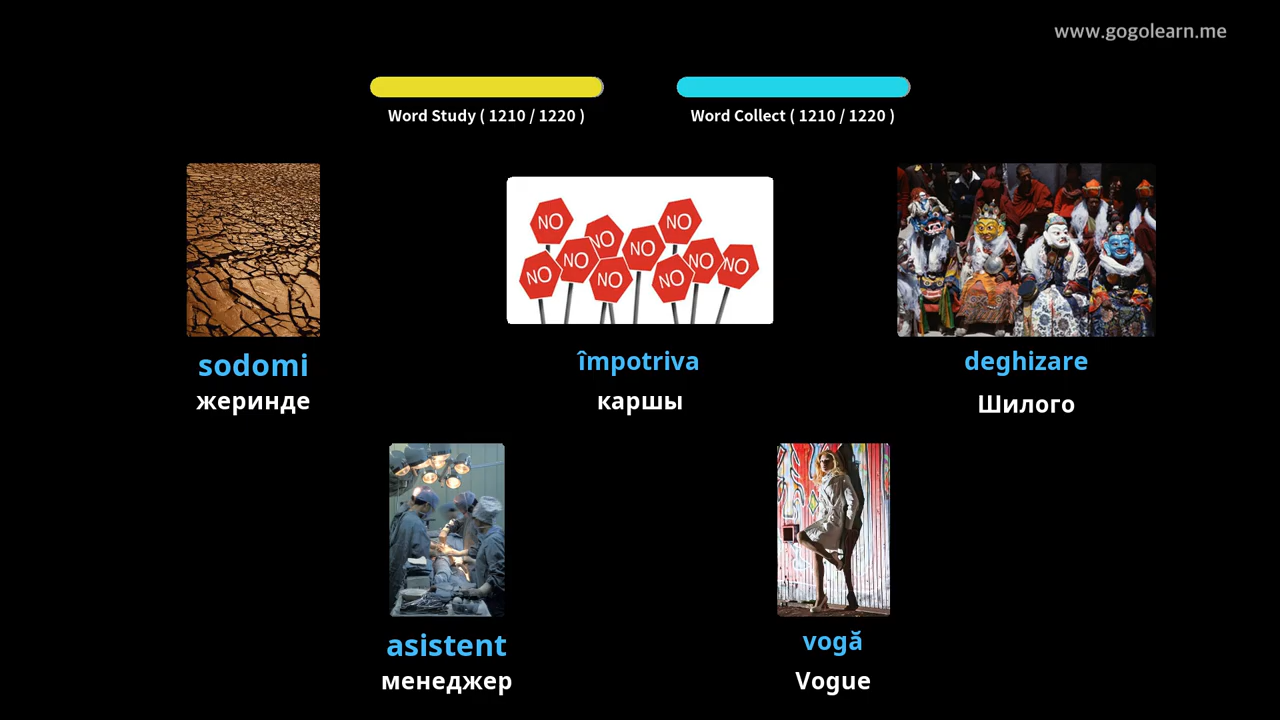 www.gogolearn.me
Word Study ( 1210 / 1220 )
Word Collect ( 1210 / 1220 )
NO
NO
NO
NO
NO
NO
NO
NO
NO
NO
sodomi
жеринде
împotriva
каршы
deghizare
Шилого
asistent
менеджер
vogă
Vogue